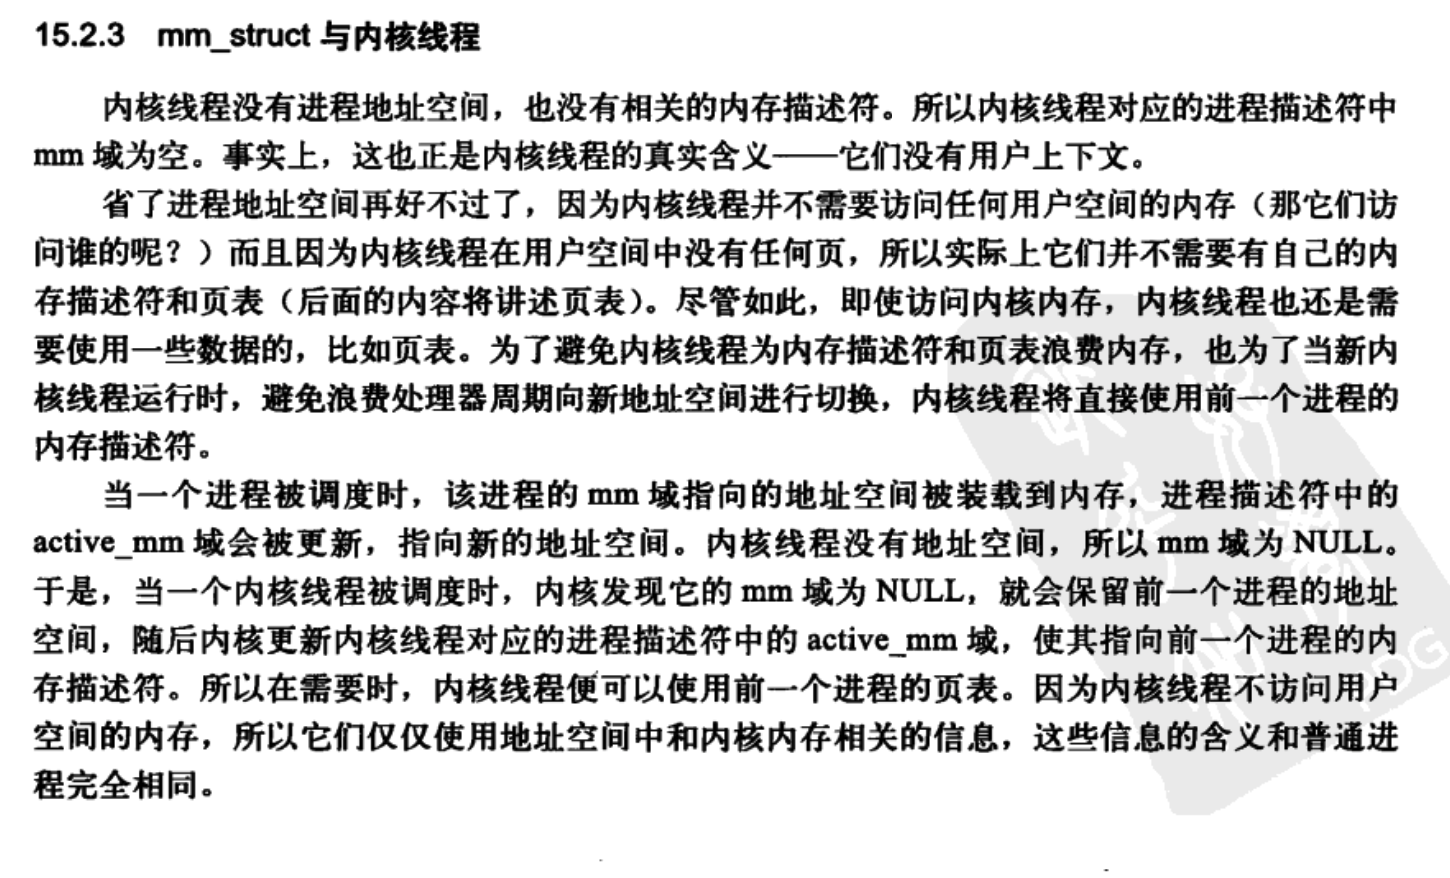 15.2.3 mm_struct 与内核线程
内核线程没有进程地址空间，也没有相关的内存描述符。所以内核线程对应的进程描述符中
mm 域为空。事实上，这也正是内核线程的真实含义——它们没有用户上下文。
省了进程地址空间再好不过了，因为内核线程并不需要访问任何用户空间的内存（那它们访
问谁的呢？）而且因为内核线程在用户空间中没有任何页，所以实际上它们并不需要有自己的内
存描述符和页表（后面的内容将讲述页表）。尽管如此，即使访问内核内存，内核线程也还是需
要使用一些数据的，比如页表。为了避免内核线程为内存描述符和页表浪费内存，也为了当新内
核线程运行时，避免浪费处理器周期向新地址空间进行切换，内核线程将直接使用前一个进程的
内存描述符。
当一个进程被调度时，该进程的 mm 域指向的地址空间被装载到内存，进程描述符中的
active_mm 域会被更新，指向新的地址空间。内核线程没有地址空间，所以 mm 域为 NULL。
于是，当一个内核线程被调度时，内核发现它的 mm 域为 NULL，就会保留前一个进程的地址
空间，随后内核更新内核线程对应的进程描述符中的 active_mm 域，使其指向前一个进程的内
存描述符。所以在需要时，内核线程便可以使用前一个进程的页表。因为内核线程不访问用户
空间的内存，所以它们仅仅使用地址空间中和内核内存相关的信息，这些信息的含义和普通进
程完全相同。